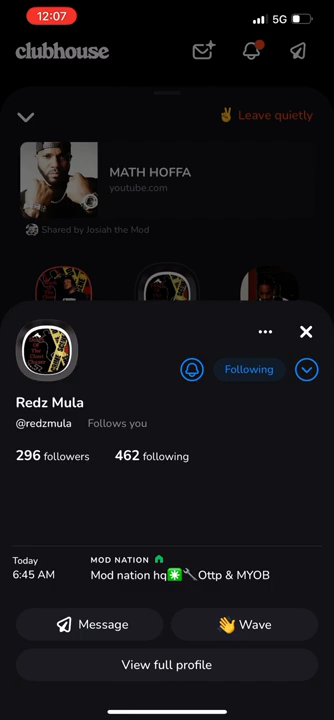 12:07
5G
clubhouse
Leave quietly
MATH HOFFA
youtube.com
Shared by Josiah the Mod
Following
Redz Mula
@redzmula Follows you
296 followers 462 following
Today MOD NATION
6:45 AM Mod nation hq✳️🔧Ottp & MYOB
Message
Wave
View full profile